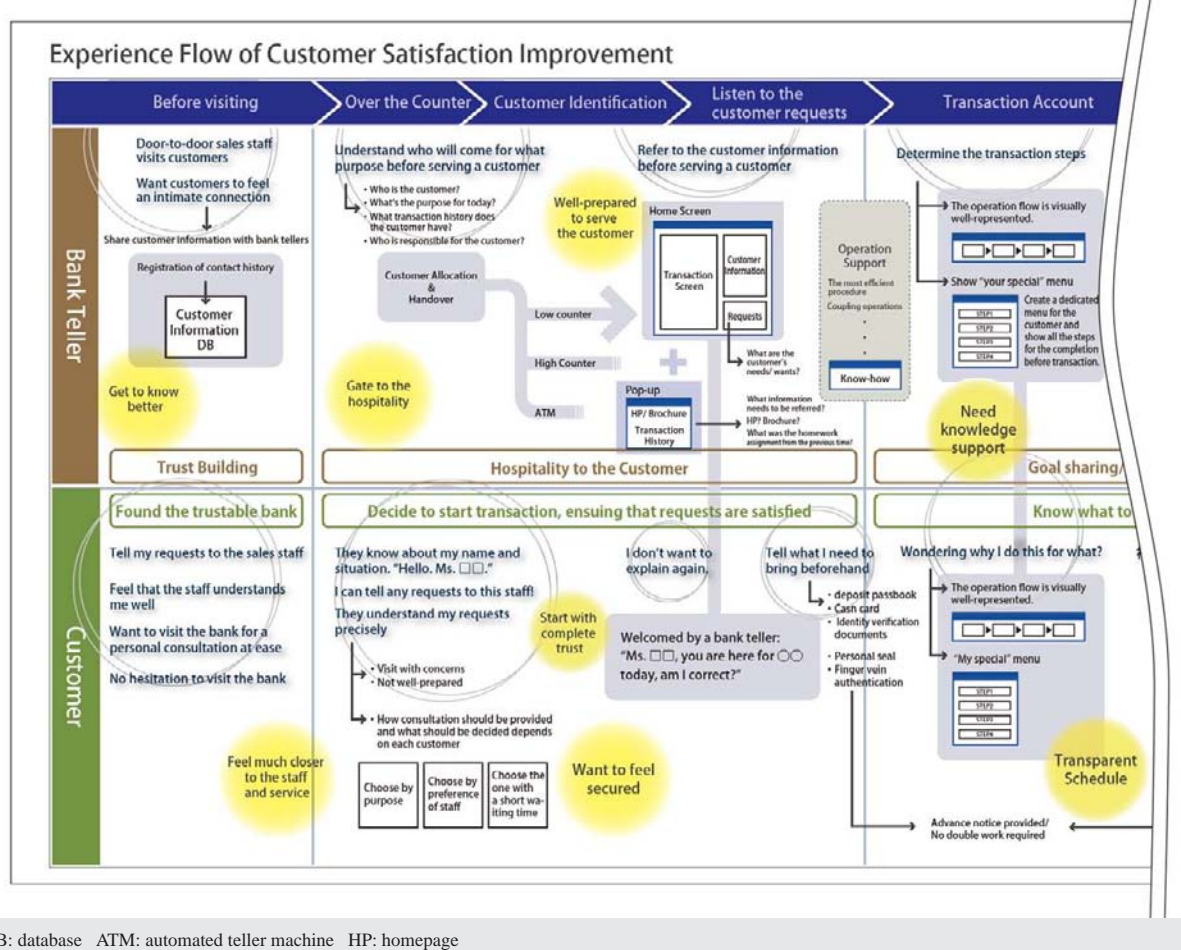 Experience Flow of Customer Satisfaction Improvement
Before visiting
Over the Counter
Customer Identification
Listen to the
customer requests
Transaction Account
Bank Teller
Door-to-door sales staff
visits customers
Want customers to feel
an intimate connection
Share customer information with bank tellers
Registration of contact history
Customer
Information
DB
Get to know
better
Understand who will come for what
purpose before serving a customer
• Who is the customer?
• What's the purpose for today?
• What transaction history does
the customer have?
• Who is responsible for the customer?
Customer Allocation
&
Handover
Low counter
High Counter
ATM
Gate to the
hospitality
Refer to the customer information
before serving a customer
Well-prepared
to serve
the customer
Home Screen
Transaction
Screen
Customer
Information
Requests
What are the
customer's
needs/ wants?
Pop-up
HP/ Brochure
Transaction
History
What information
needs to be referred?
HP? Brochure?
What was the homework
assignment from the previous time?
Operation
Support
The most efficient
procedure
Coupling operations
•
•
•
Know-how
Determine the transaction steps
The operation flow is visually
well-represented.
Show "your special" menu
STEP1
STEP2
STEP3
STEP4
Create a dedicated
menu for the
customer and
show all the steps
for the completion
before transaction.
Need
knowledge
support
Trust Building
Hospitality to the Customer
Goal sharing/
Customer
Found the trustable bank
Decide to start transaction, ensuring that requests are satisfied
Know what to
Tell my requests to the sales staff
Feel that the staff understands
me well
Want to visit the bank for a
personal consultation at ease
No hesitation to visit the bank
Feel much closer
to the staff
and service
They know about my name and
situation. "Hello. Ms. □□."
I can tell any requests to this staff!
They understand my requests
precisely
• Visit with concerns
• Not well-prepared
• How consultation should be provided
and what should be decided depends
on each customer
Choose by
purpose
Choose by
preference
of staff
Choose the
one with
a short wa-
iting time
Start with
complete
trust
Want to feel
secured
I don't want to
explain again,
Welcomed by a bank teller:
"Ms. □□, you are here for ○○
today, am I correct?"
Tell what I need to
bring beforehand
• deposit passbook
• Cash card
• Identity verification
documents
• Personal seal
• Finger vein
authentication
Wondering why I do this for what?
The operation flow is visually
well-represented.
"My special" menu
STEP1
STEP2
STEP3
STEP4
Transparent
Schedule
Advance notice provided/
No double work required
B: database ATM: automated teller machine HP: homepage